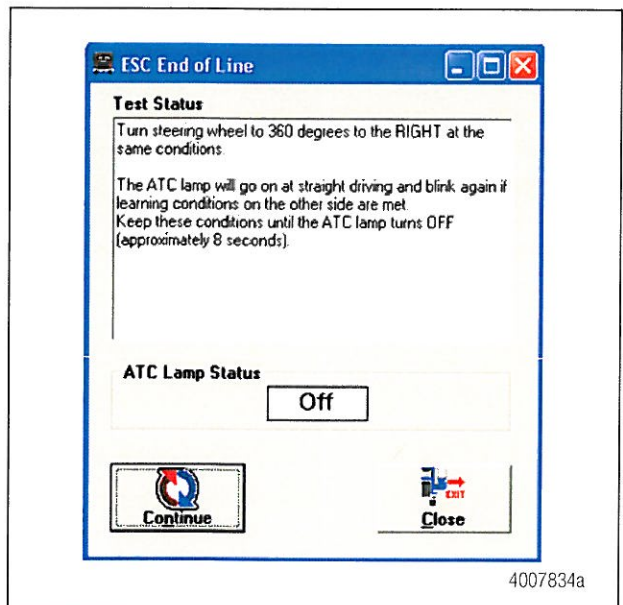 ESC End of Line
Test Status
Turn steering wheel to 360 degrees to the RIGHT at the
same conditions.
The ATC lamp will go on at straight driving and blink again if
learning conditions on the other side are met.
Keep these conditions until the ATC lamp turns OFF
(approximately 8 seconds).
ATC Lamp Status
Off
EXIT
Continue
Close
4007834a